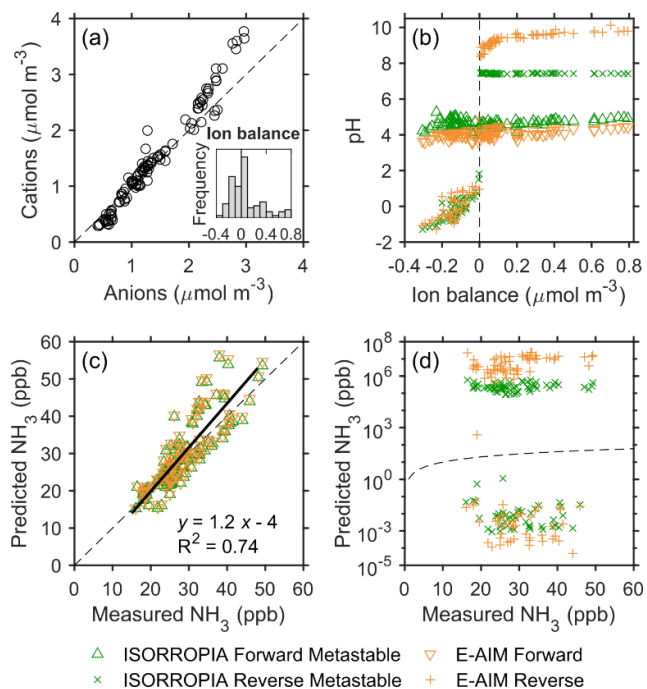 (a)
Cations (μmol m⁻³)
4
3
2
1
0
Ion balance
Frequency
-0.4 0 0.4 0.8
0 1 2 3 4
Anions (μmol m⁻³)
(b)
pH
10
8
6
4
2
0
-2
-0.4 -0.2 0 0.2 0.4 0.6 0.8
Ion balance (μmol m⁻³)
(c)
Predicted NH₃ (ppb)
60
50
40
30
20
10
0
y = 1.2 x - 4
R² = 0.74
0 10 20 30 40 50 60
Measured NH₃ (ppb)
(d)
Predicted NH₃ (ppb)
10⁸
10⁶
10³
10⁰
10⁻³
10⁻⁵
0 10 20 30 40 50 60
Measured NH₃ (ppb)
ISORROPIA Forward Metastable
E-AIM Forward
ISORROPIA Reverse Metastable
E-AIM Reverse